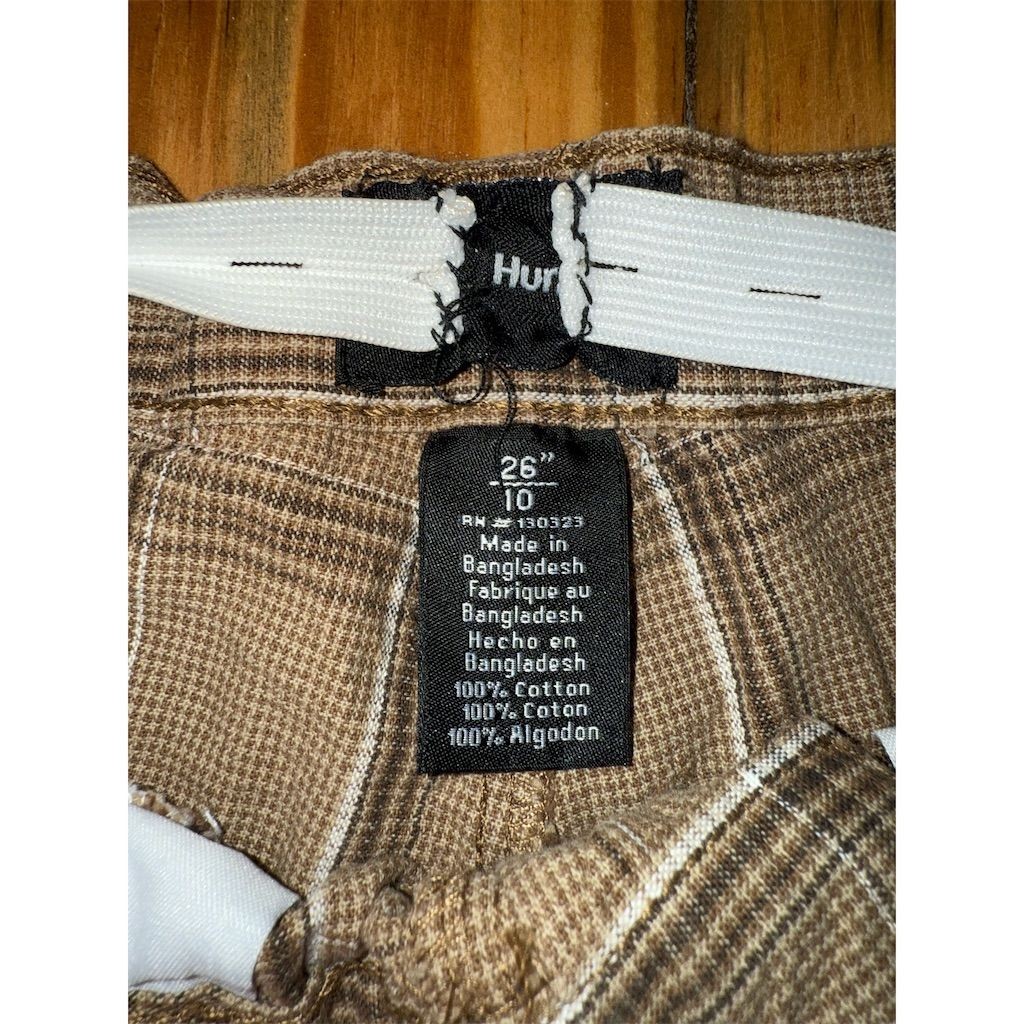 Hur
26”
10
RN # 130323
Made in
Bangladesh
Fabrique au
Bangladesh
Hecho en
Bangladesh
100% Cotton
100% Coton
100% Algodon